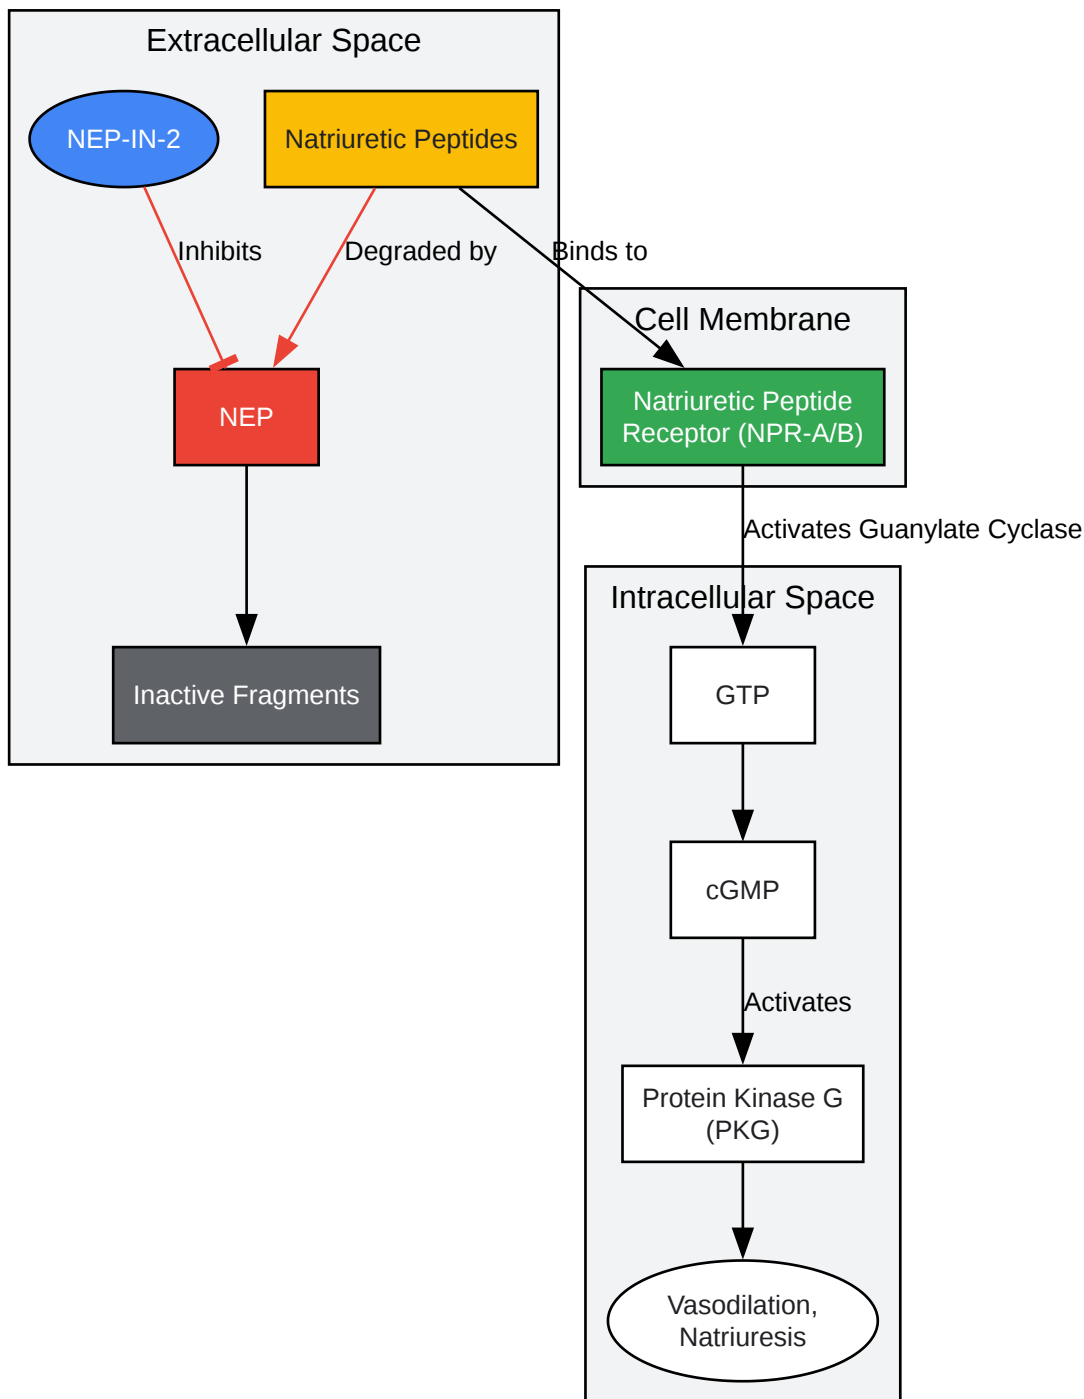 Extracellular Space
NEP-IN-2
Natriuretic Peptides
Inhibits
Degraded by
Binds to
Cell Membrane
NEP
Natriuretic Peptide
Receptor (NPR-A/B)
Activates Guanylate Cyclase
Intracellular Space
Inactive Fragments
GTP
cGMP
Activates
Protein Kinase G
(PKG)
Vasodilation,
Natriuresis